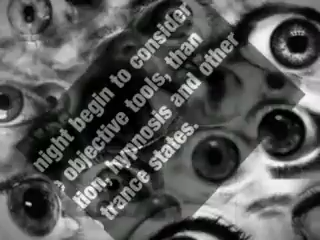 night begin to consider
objective tools, than
tion, hypnosis and other
trance states.